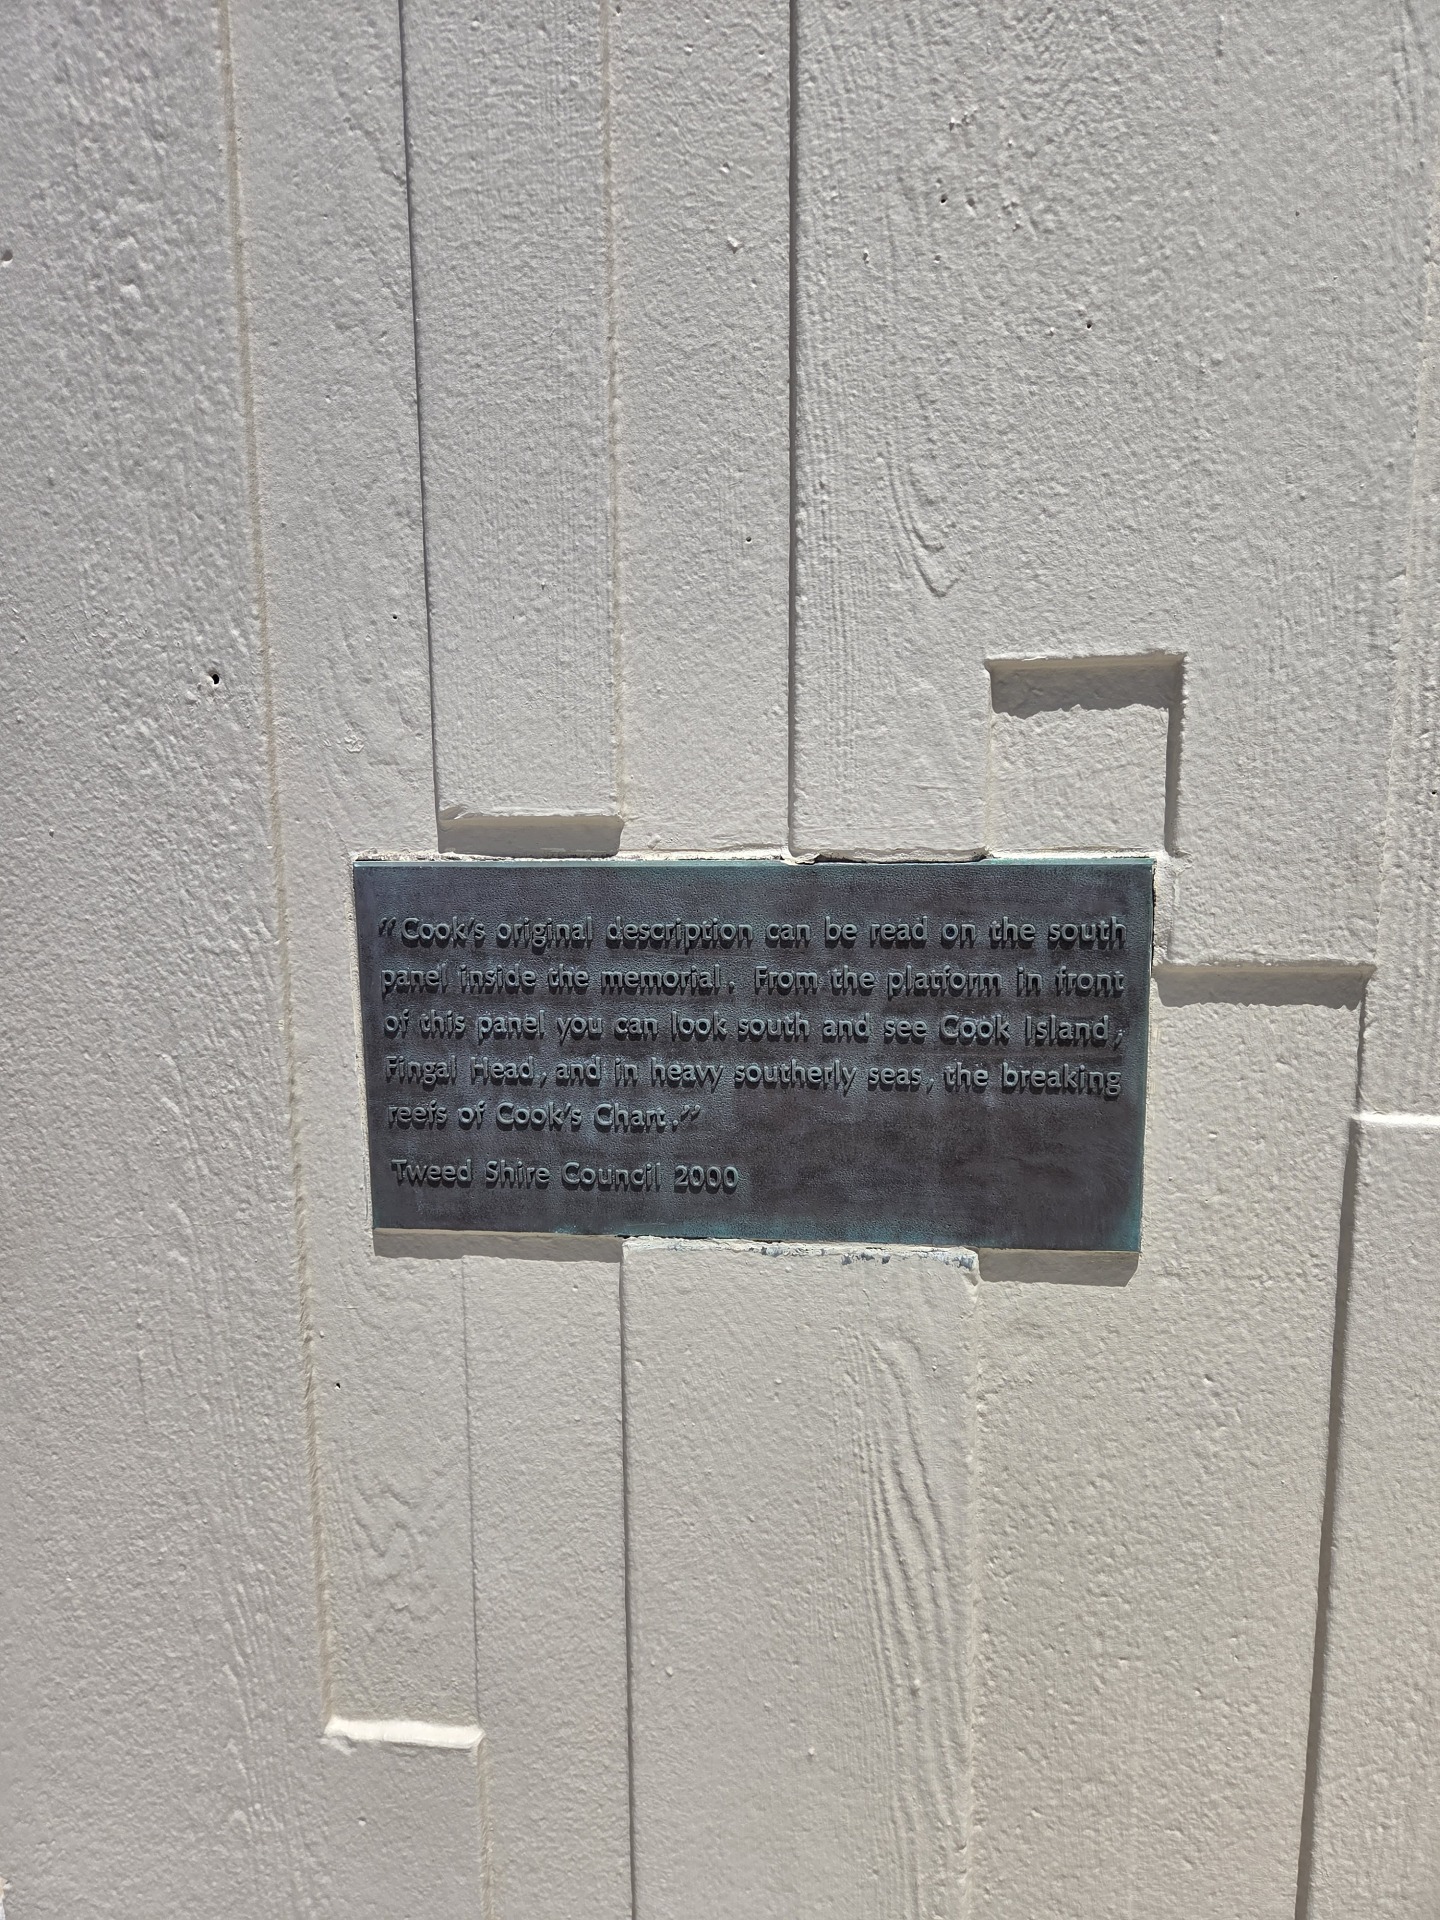 “Cook's original description can be read on the south
panel inside the memorial. From the platform in front
of this panel you can look south and see Cook Island,
Fingal Head, and in heavy southerly seas, the breaking
reefs of Cook's Chart.”
Tweed Shire Council 2000